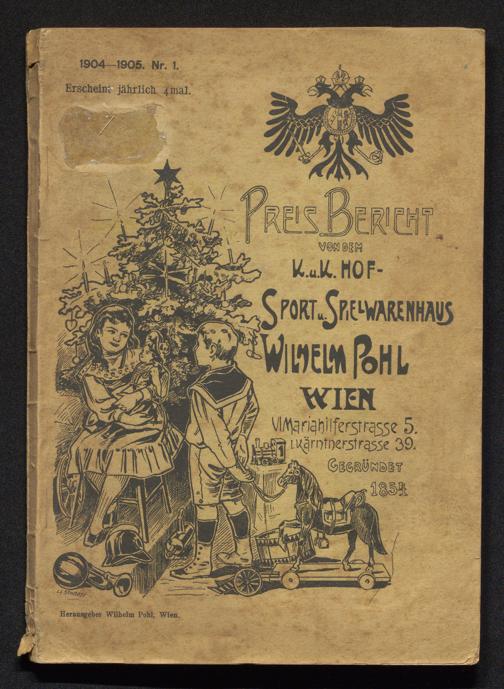 1904—1905. Nr. 1.
Erscheint jährlich 4mal.
PREIS BERICHT
VON DEM
K.u.K. HOF-
SPORT u. SPIELWARENHAUS
WILHELM POHL
WIEN
VI.Mariahilferstrasse 5.
I.Kärntnerstrasse 39.
GEGRÜNDET
1854
Herausgeber Wilhelm Pohl, Wien.